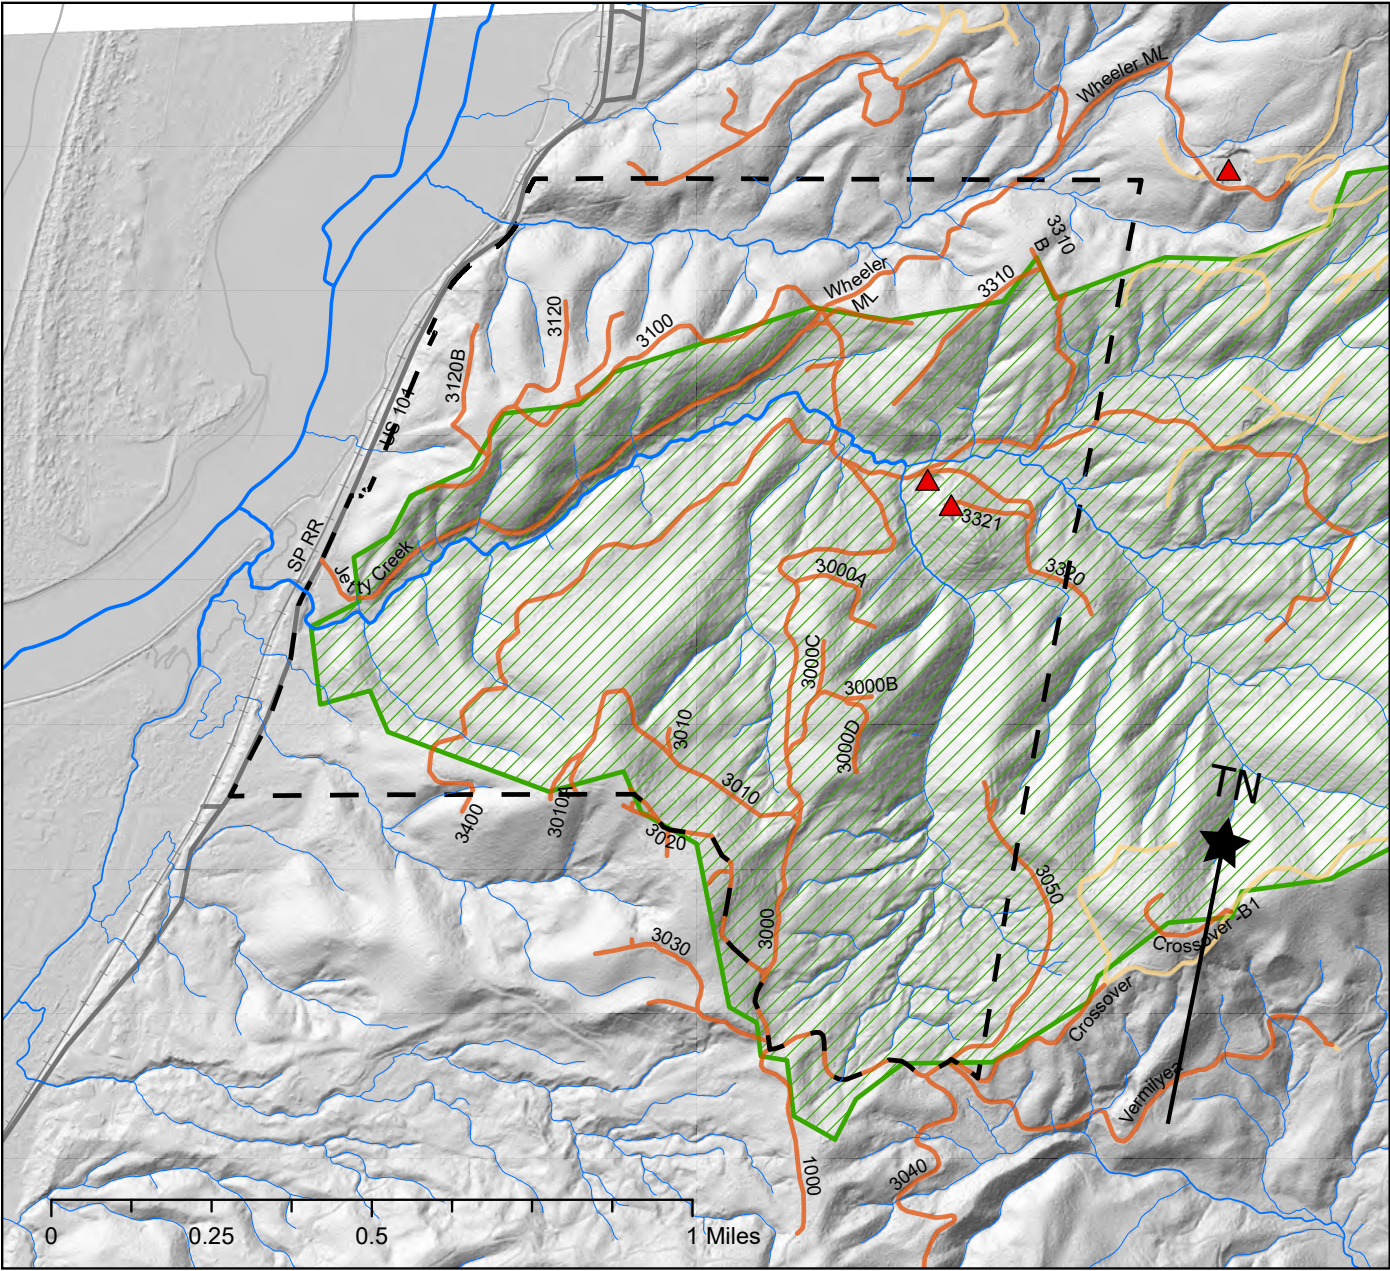 Wheeler ML
3310
B
Wheeler
ML
3310
3120
3100
3120B
US 101
3321
SP RR
Jetty Creek
3000A
3320
3000C
3000B
3010
3000D
3010
TN
3010A
3400
3020
3050
3000
Crossover -B1
3030
Crossover
Vermilyea
1000
3040
0
0.25
0.5
1 Miles